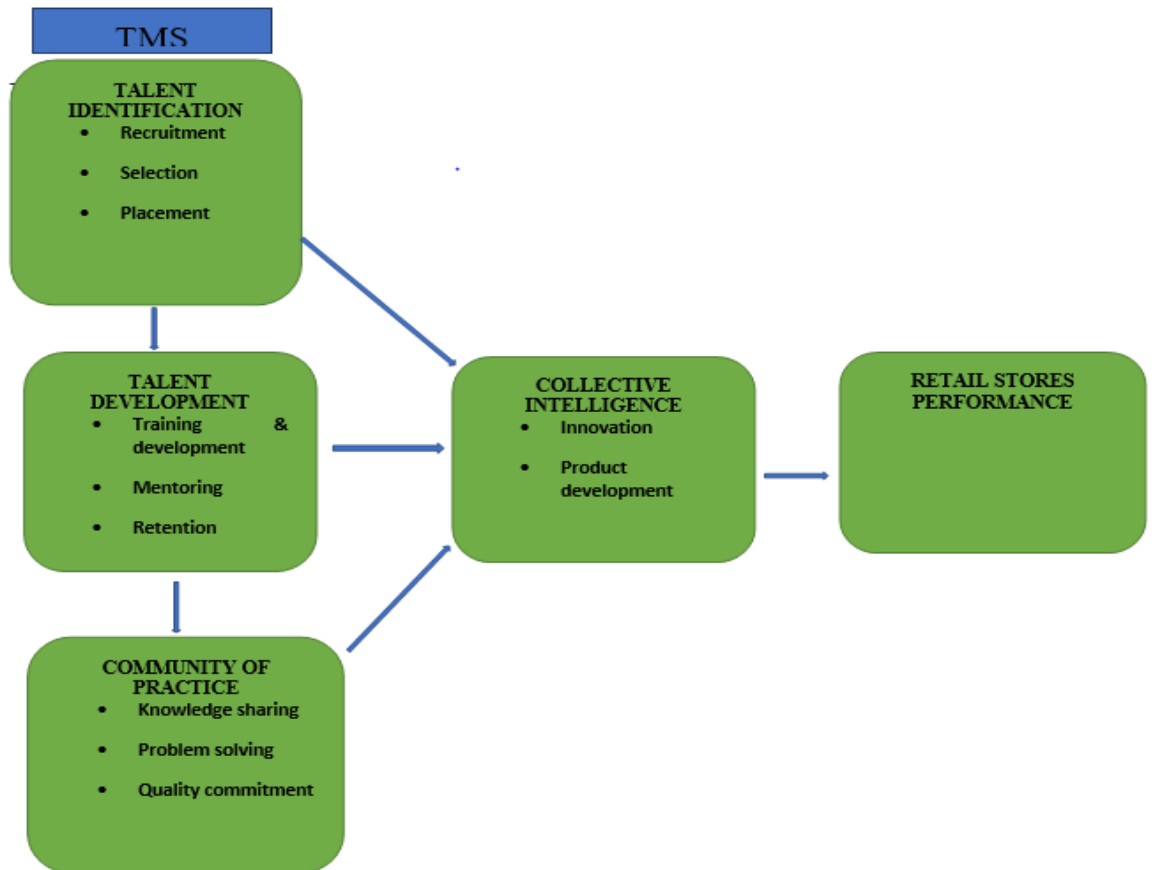 TMS
TALENT
IDENTIFICATION
• Recruitment
• Selection
• Placement
TALENT
DEVELOPMENT
• Training &
development
• Mentoring
• Retention
COMMUNITY OF
PRACTICE
• Knowledge sharing
• Problem solving
• Quality commitment
COLLECTIVE
INTELLIGENCE
• Innovation
• Product
development
RETAIL STORES
PERFORMANCE